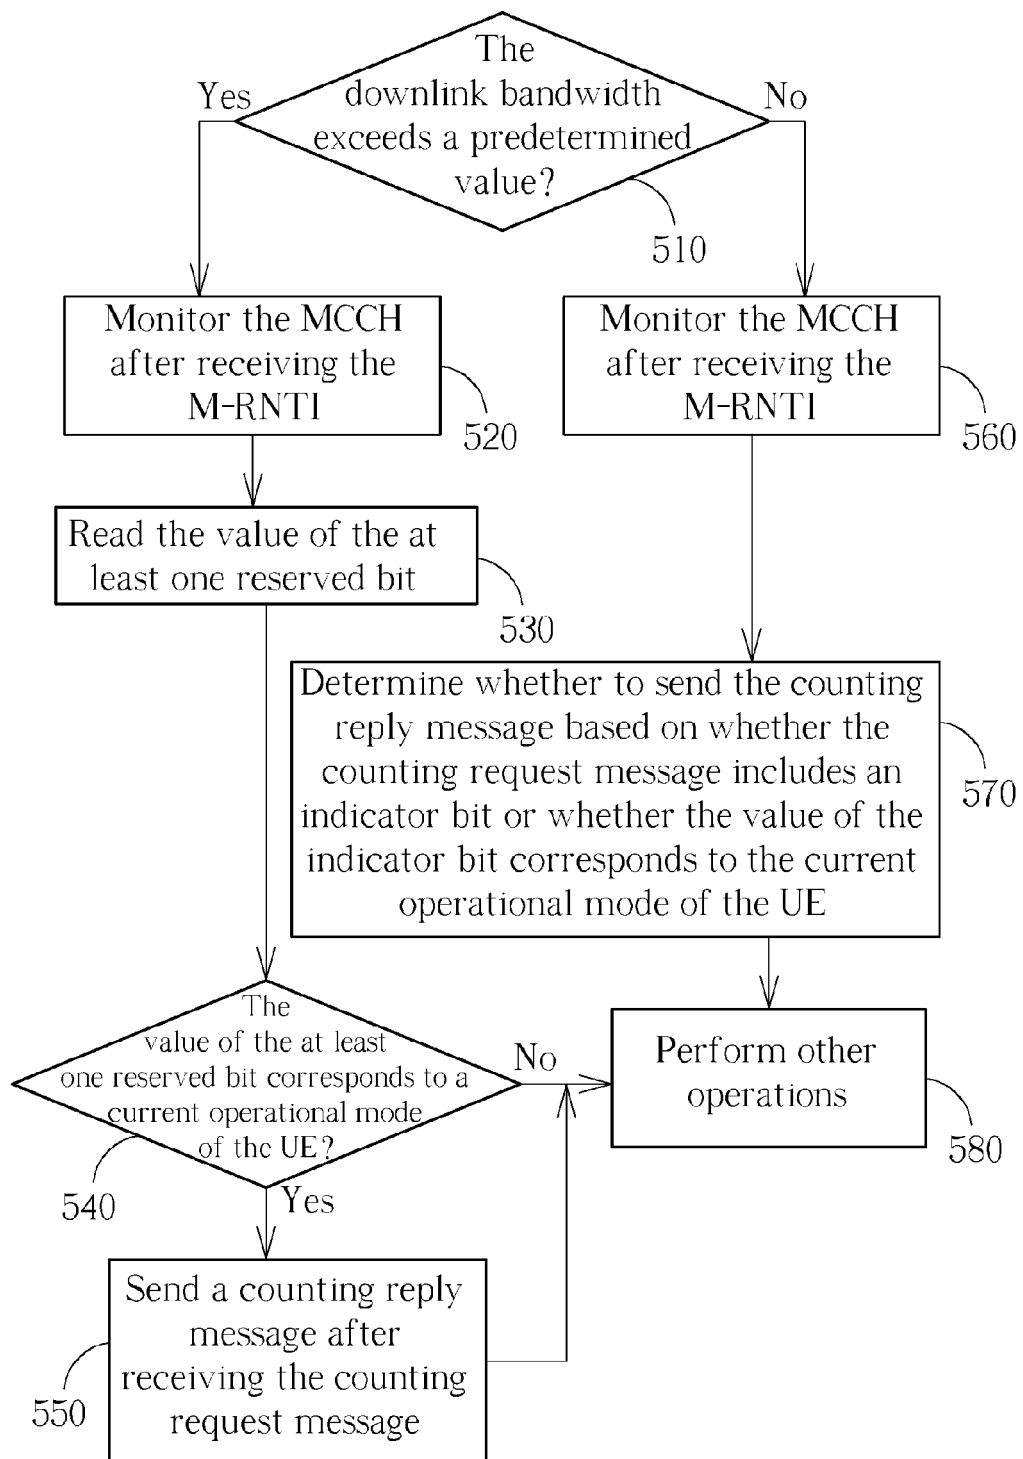 The
downlink bandwidth
exceeds a predetermined
value?
Yes
No
510
Monitor the MCCH
after receiving the
M-RNTI
520
Monitor the MCCH
after receiving the
M-RNTI
560
Read the value of the at
least one reserved bit
530
Determine whether to send the counting
reply message based on whether the
counting request message includes an
indicator bit or whether the value of the
indicator bit corresponds to the current
operational mode of the UE
570
The
value of the at least
one reserved bit corresponds to a
current operational mode
of the UE?
No
540
Yes
Perform other
operations
580
Send a counting reply
message after
receiving the counting
request message
550